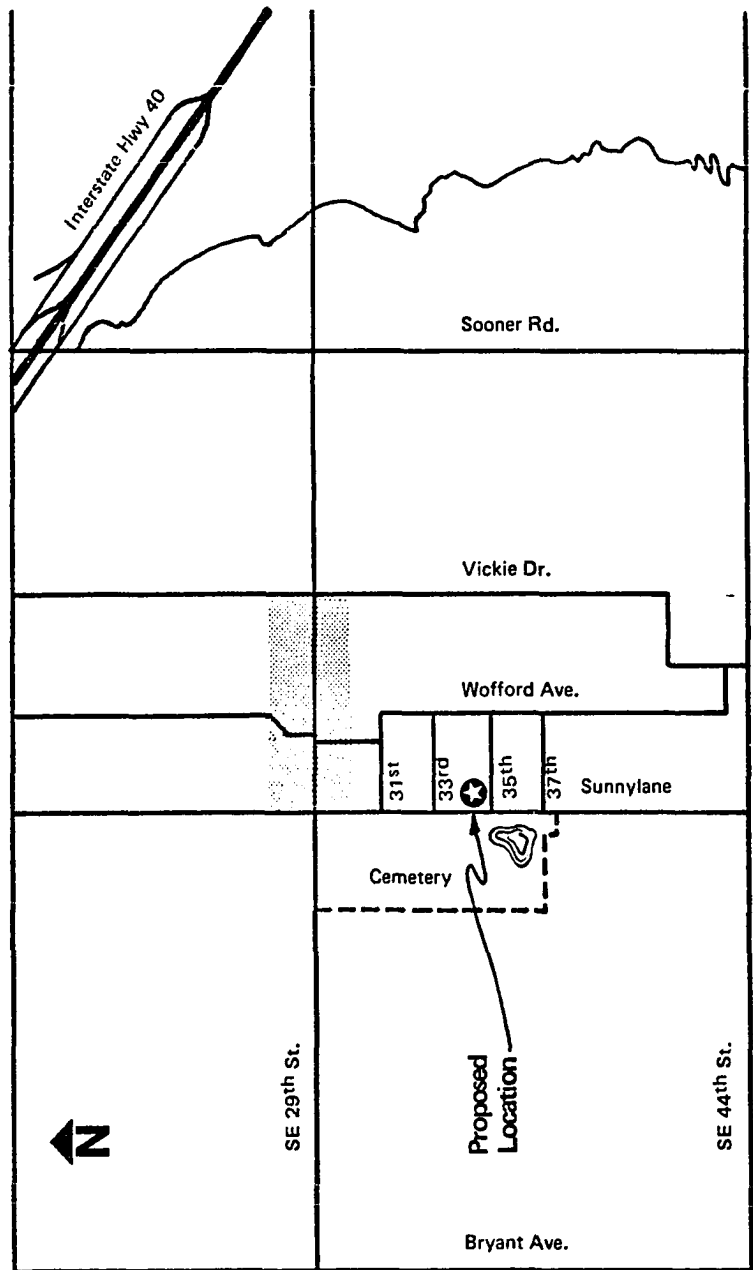 Interstate Hwy 40
Sooner Rd.
Vickie Dr.
Wofford Ave.
31st
33rd
35th
37th
Sunnylane
Cemetery
SE 29th St.
Proposed
Location
SE 44th St.
N
Bryant Ave.